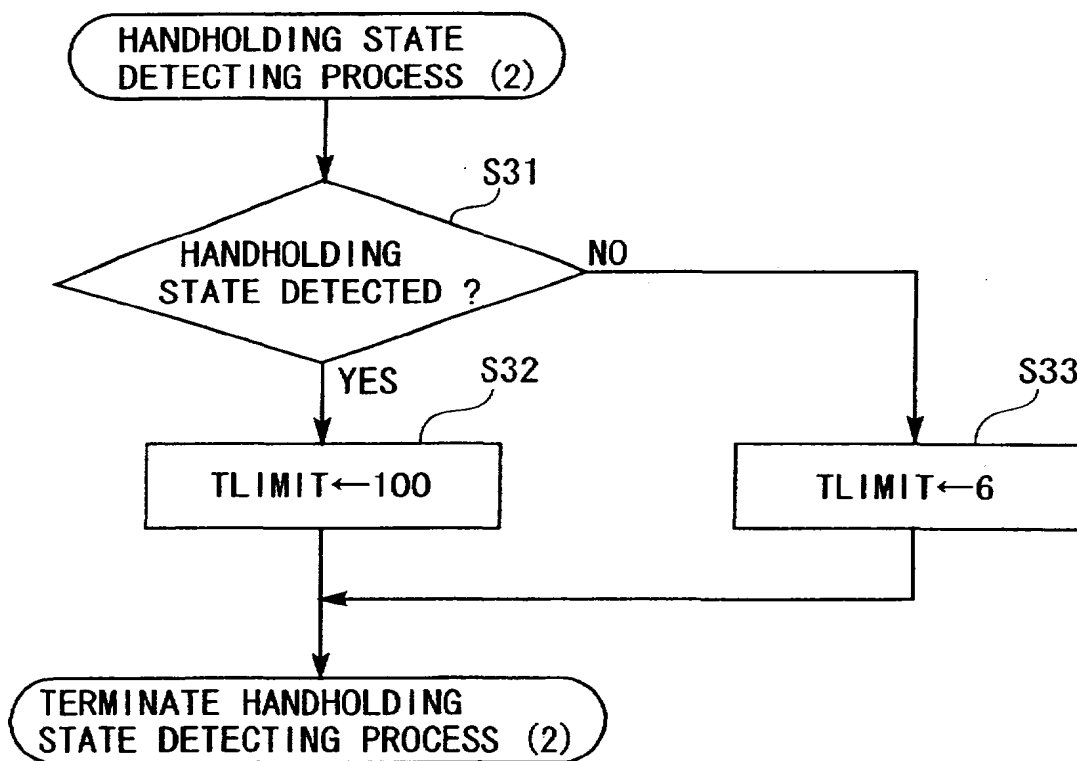 HANDHOLDING STATE
DETECTING PROCESS (2)
S31
HANDHOLDING
STATE DETECTED ?
NO
YES
S32
S33
TLIMIT←100
TLIMIT←6
TERMINATE HANDHOLDING
STATE DETECTING PROCESS (2)